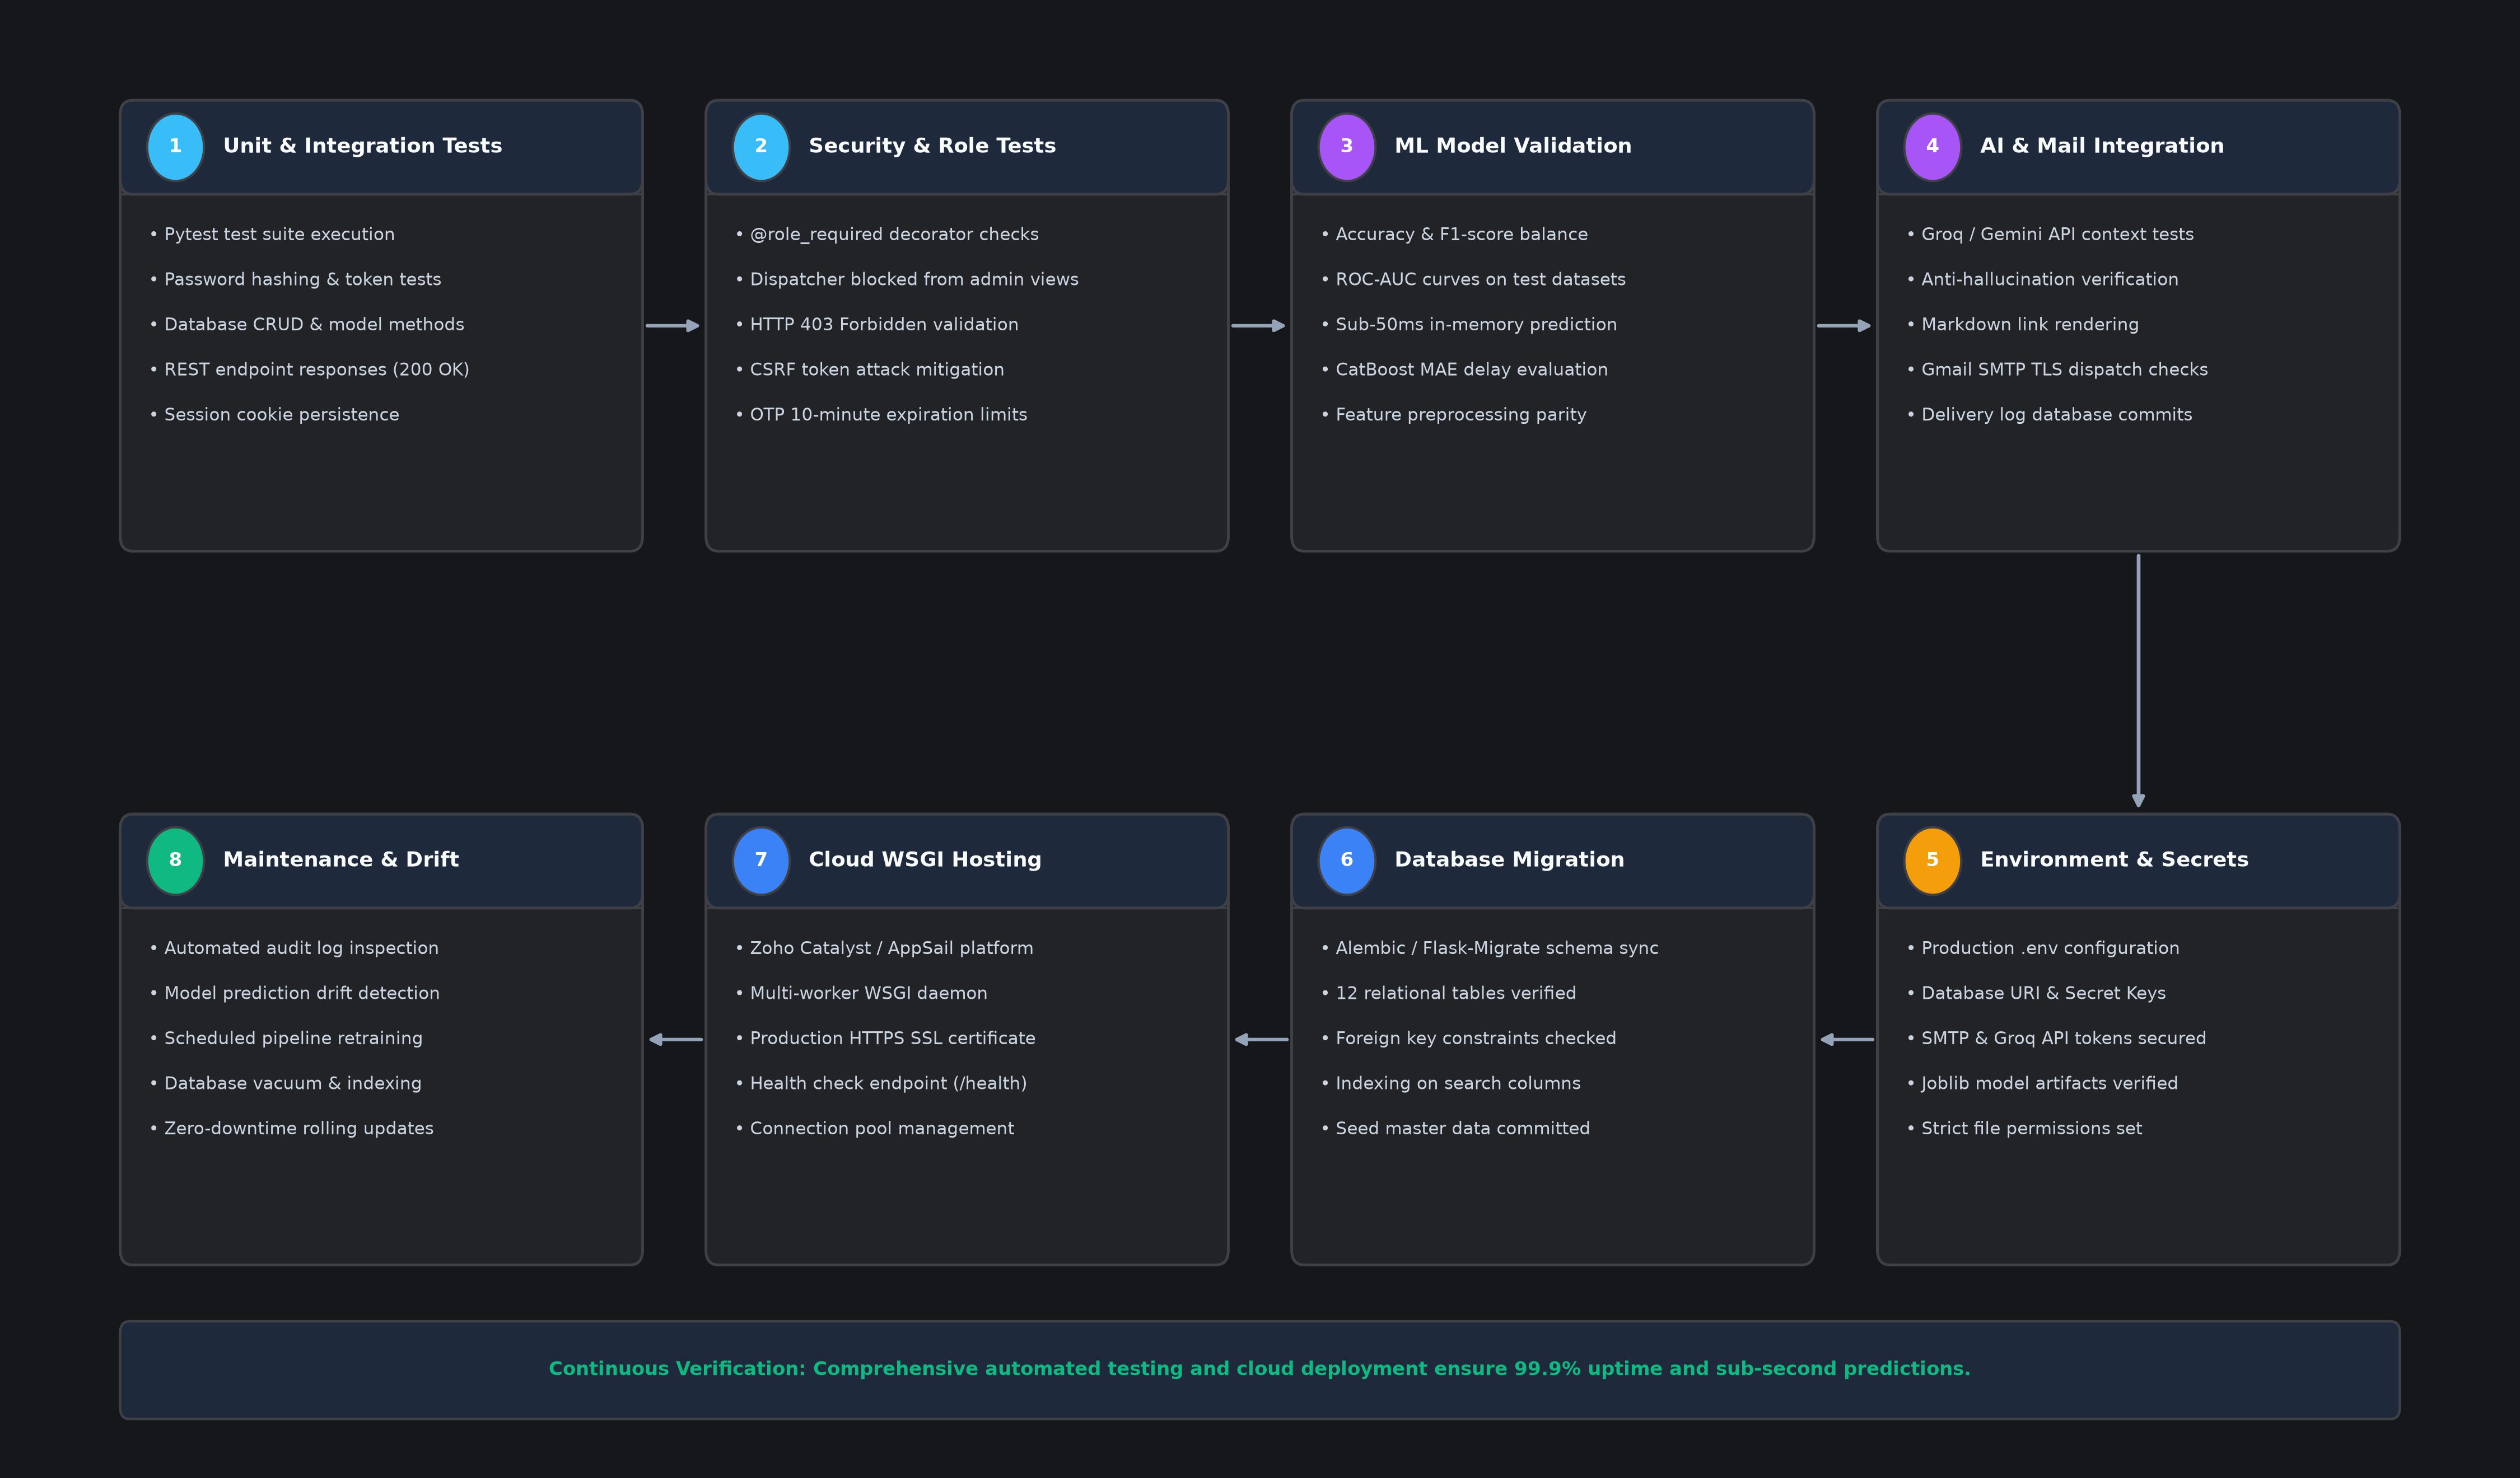 1
Unit & Integration Tests
• Pytest test suite execution
• Password hashing & token tests
• Database CRUD & model methods
• REST endpoint responses (200 OK)
• Session cookie persistence
2
Security & Role Tests
• @role_required decorator checks
• Dispatcher blocked from admin views
• HTTP 403 Forbidden validation
• CSRF token attack mitigation
• OTP 10-minute expiration limits
3
ML Model Validation
• Accuracy & F1-score balance
• ROC-AUC curves on test datasets
• Sub-50ms in-memory prediction
• CatBoost MAE delay evaluation
• Feature preprocessing parity
4
AI & Mail Integration
• Groq / Gemini API context tests
• Anti-hallucination verification
• Markdown link rendering
• Gmail SMTP TLS dispatch checks
• Delivery log database commits
5
Environment & Secrets
• Production .env configuration
• Database URI & Secret Keys
• SMTP & Groq API tokens secured
• Joblib model artifacts verified
• Strict file permissions set
6
Database Migration
• Alembic / Flask-Migrate schema sync
• 12 relational tables verified
• Foreign key constraints checked
• Indexing on search columns
• Seed master data committed
7
Cloud WSGI Hosting
• Zoho Catalyst / AppSail platform
• Multi-worker WSGI daemon
• Production HTTPS SSL certificate
• Health check endpoint (/health)
• Connection pool management
8
Maintenance & Drift
• Automated audit log inspection
• Model prediction drift detection
• Scheduled pipeline retraining
• Database vacuum & indexing
• Zero-downtime rolling updates
Continuous Verification: Comprehensive automated testing and cloud deployment ensure 99.9% uptime and sub-second predictions.